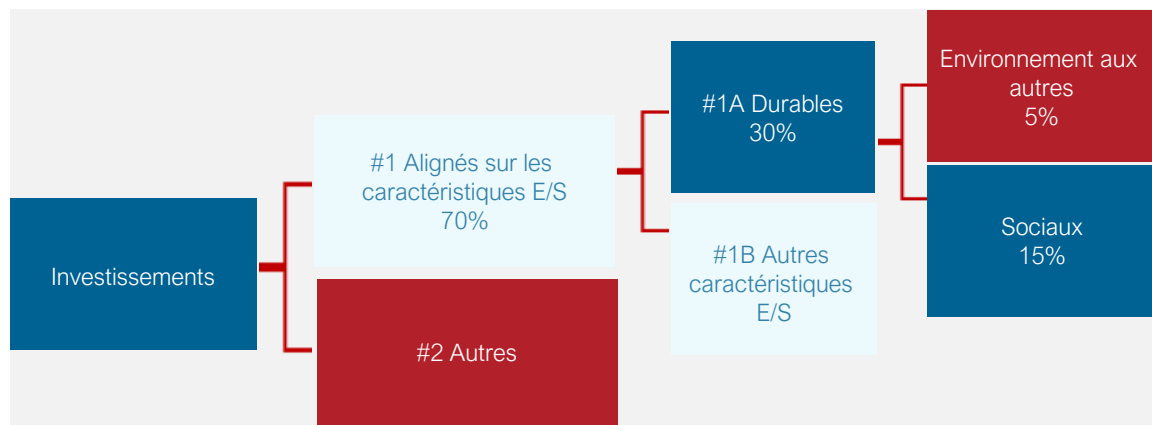 Investissements
#1 Alignés sur les
caractéristiques E/S
70%
#2 Autres
#1A Durables
30%
#1B Autres
caractéristiques
E/S
Environnement aux
autres
5%
Sociaux
15%